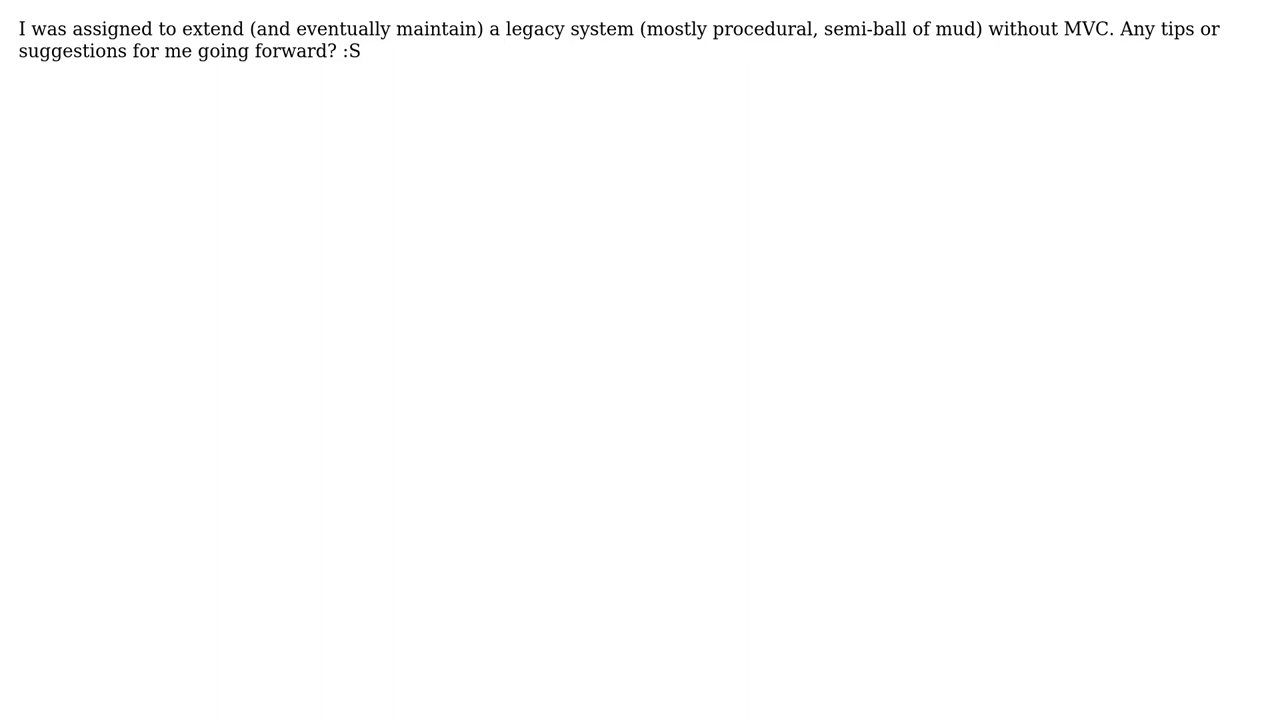 I was assigned to extend (and eventually maintain) a legacy system (mostly procedural, semi-ball of mud) without MVC. Any tips or
suggestions for me going forward? :S